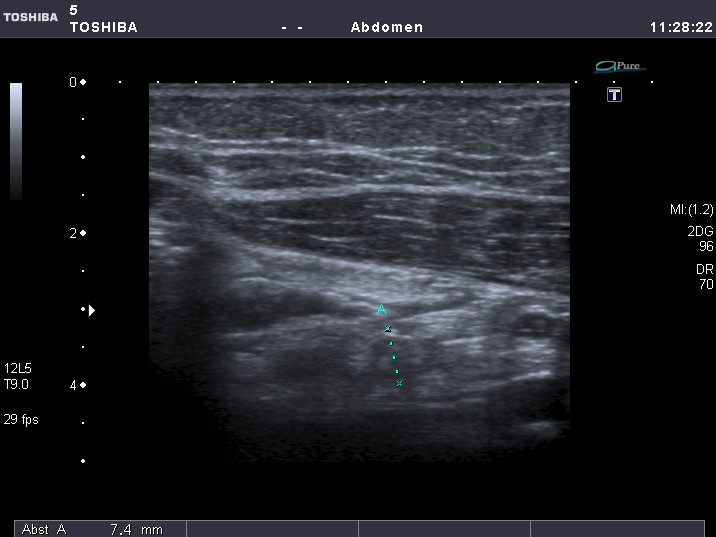 TOSHIBA
5
TOSHIBA - - Abdomen 11:28:22
aPure
T
0
2
4
A
MI:(1.2)
2DG
96
DR
70
12L5
T9.0
29 fps
Abst A 7.4 mm